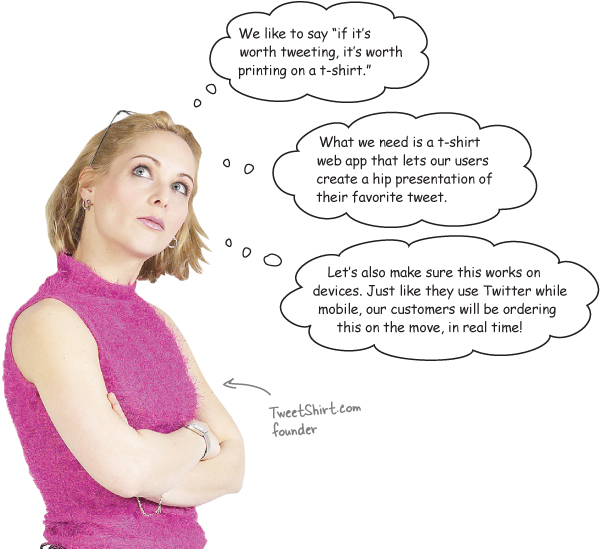 We like to say “if it’s
worth tweeting, it’s worth
printing on a t-shirt.”
What we need is a t-shirt
web app that lets our users
create a hip presentation of
their favorite tweet.
Let’s also make sure this works on
devices. Just like they use Twitter while
mobile, our customers will be ordering
this on the move, in real time!
TweetShirt.com
founder